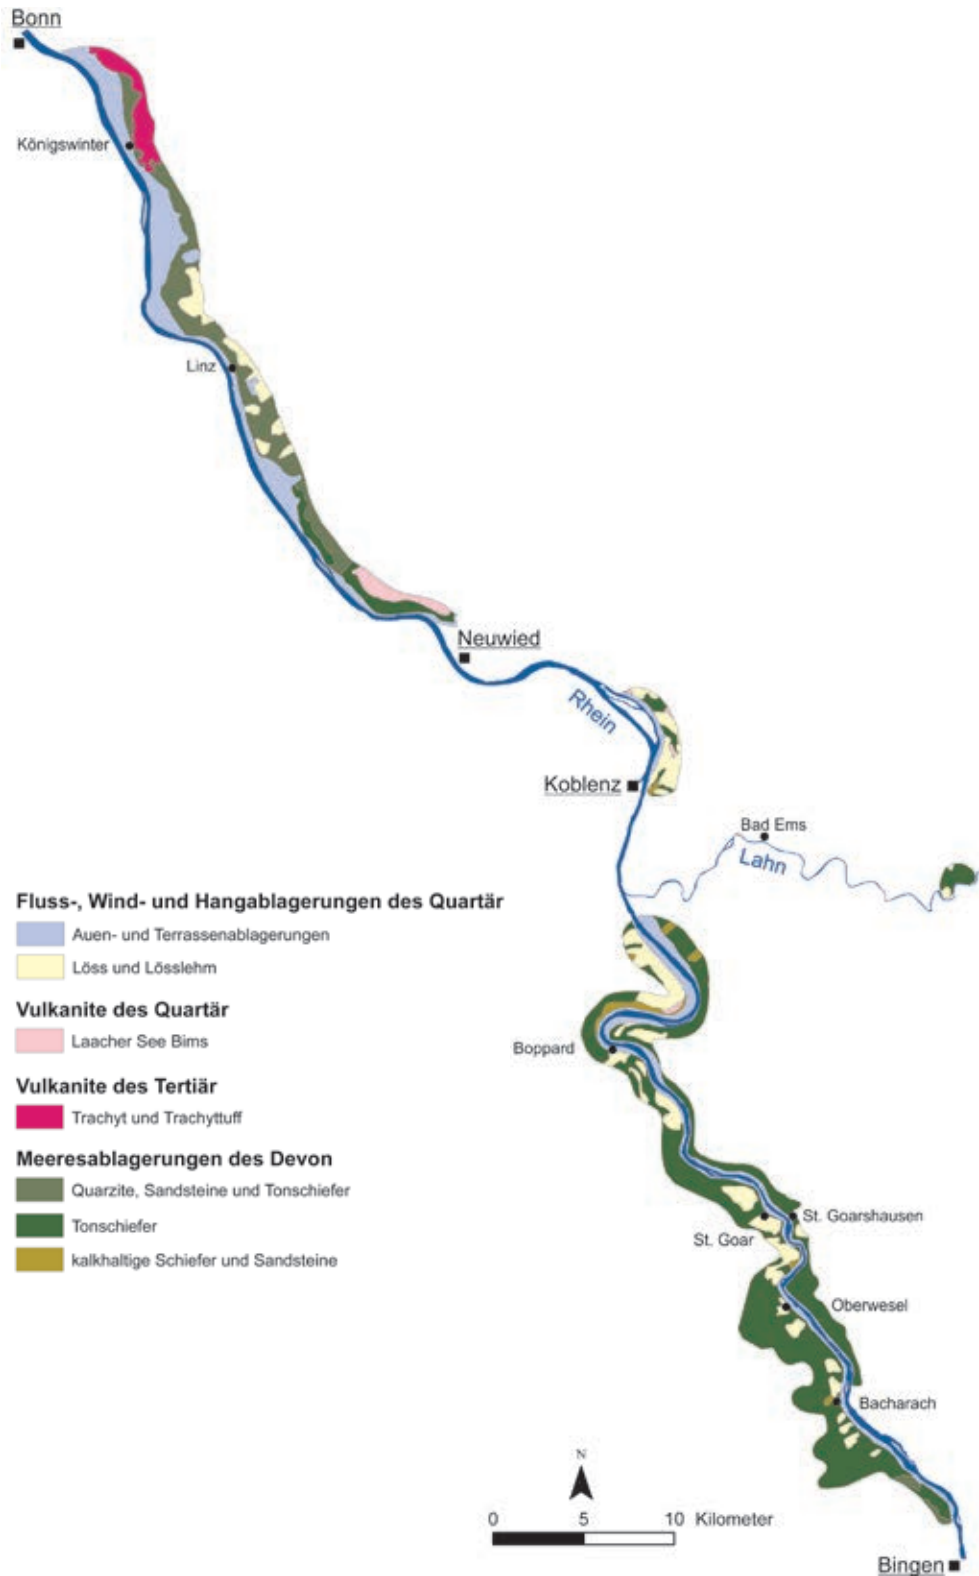 Bonn
Königswinter
Linz
Neuwied
Rhein
Koblenz
Bad Ems
Lahn
Fluss-, Wind- und Hangablagerungen des Quartär
Auen- und Terrassenablagerungen
Löss und Lösslehm
Vulkanite des Quartär
Laacher See Bims
Boppard
Vulkanite des Tertiär
Trachyt und Trachyttuff
Meeresablagerungen des Devon
Quarzite, Sandsteine und Tonschiefer
Tonschiefer
St. Goarshausen
St. Goar
kalkhaltige Schiefer und Sandsteine
Oberwesel
Bacharach
N
0 5 10 Kilometer
Bingen